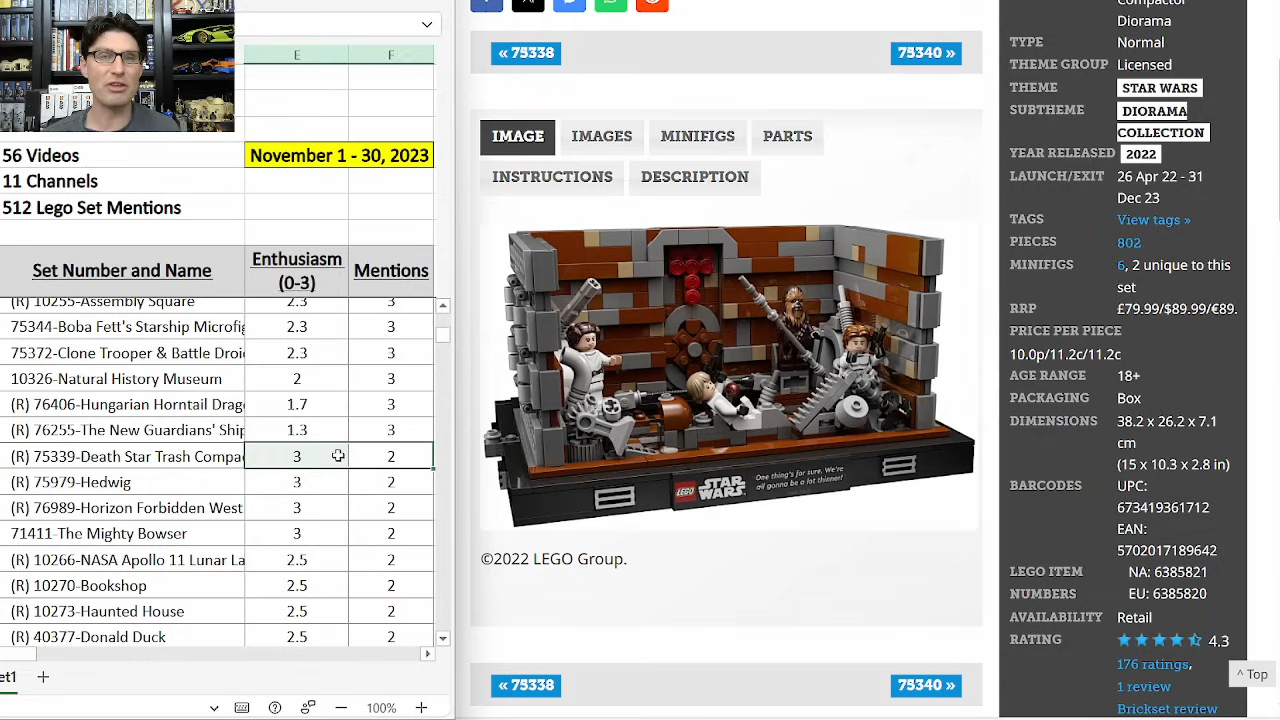 E F
56 Videos November 1 - 30, 2023
11 Channels
512 Lego Set Mentions
Set Number and Name Enthusiasm (0-3) Mentions
(R) 10255-Assembly Square 2.3 3
75344-Boba Fett's Starship Microfig 2.3 3
75372-Clone Trooper & Battle Droi 2.3 3
10326-Natural History Museum 2 3
(R) 76406-Hungarian Horntail Drag 1.7 3
(R) 76255-The New Guardians' Ship 1.3 3
(R) 75339-Death Star Trash Compa 3 2
(R) 75979-Hedwig 3 2
(R) 76989-Horizon Forbidden West 3 2
71411-The Mighty Bowser 3 2
(R) 10266-NASA Apollo 11 Lunar La 2.5 2
(R) 10270-Bookshop 2.5 2
(R) 10273-Haunted House 2.5 2
(R) 40377-Donald Duck 2.5 2
et1
100%
« 75338 75340 »
IMAGE IMAGES MINIFIGS PARTS
INSTRUCTIONS DESCRIPTION
One thing's for sure. We're
all gonna be a lot thinner!
LEGO STAR WARS
©2022 LEGO Group.
« 75338 75340 »
Compactor
Diorama
TYPE Normal
THEME GROUP Licensed
THEME STAR WARS
SUBTHEME DIORAMA
COLLECTION
YEAR RELEASED 2022
LAUNCH/EXIT 26 Apr 22 - 31
Dec 23
TAGS View tags »
PIECES 802
MINIFIGS 6, 2 unique to this
set
RRP £79.99/$89.99/€89.
PRICE PER PIECE
10.0p/11.2c/11.2c
AGE RANGE 18+
PACKAGING Box
DIMENSIONS 38.2 x 26.2 x 7.1
cm
(15 x 10.3 x 2.8 in)
BARCODES UPC:
673419361712
EAN:
5702017189642
LEGO ITEM NA: 6385821
NUMBERS EU: 6385820
AVAILABILITY Retail
RATING 4.3
176 ratings,
1 review
Brickset review
^ Top